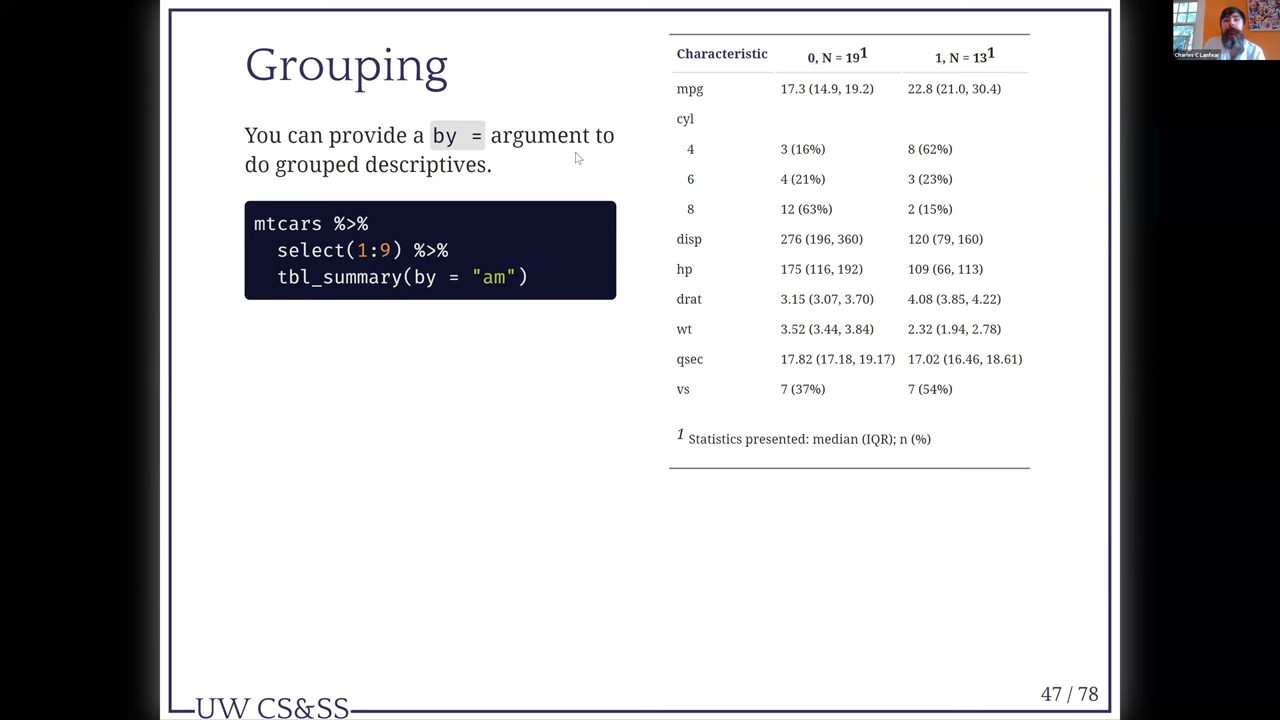 Grouping
You can provide a by = argument to
do grouped descriptives.
mtcars %>%
select(1:9) %>%
tbl_summary(by = "am")
Characteristic 0, N = 19¹ 1, N = 13¹
mpg 17.3 (14.9, 19.2) 22.8 (21.0, 30.4)
cyl
4 3 (16%) 8 (62%)
6 4 (21%) 3 (23%)
8 12 (63%) 2 (15%)
disp 276 (196, 360) 120 (79, 160)
hp 175 (116, 192) 109 (66, 113)
drat 3.15 (3.07, 3.70) 4.08 (3.85, 4.22)
wt 3.52 (3.44, 3.84) 2.32 (1.94, 2.78)
qsec 17.82 (17.18, 19.17) 17.02 (16.46, 18.61)
vs 7 (37%) 7 (54%)
1 Statistics presented: median (IQR); n (%)
UW CS&SS
47 / 78
Charles C Lanfear